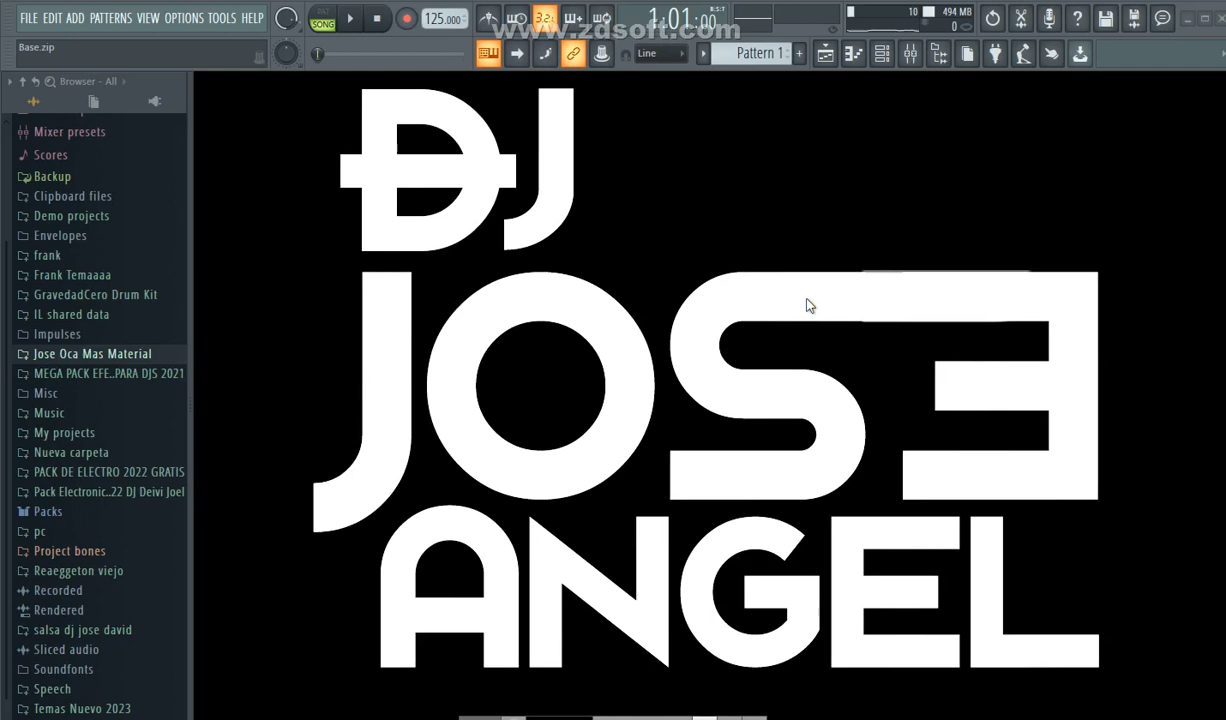 FILE EDIT ADD PATTERNS VIEW OPTIONS TOOLS HELP
SONG
125.000
3.2.
1:01:00
B:S:T
10
494 MB
0
www.zdsoft.com
Base.zip
Line
Pattern 1
Browser - All
Mixer presets
Scores
Backup
Clipboard files
Demo projects
Envelopes
frank
Frank Temaaaa
GravedadCero Drum Kit
IL shared data
Impulses
Jose Oca Mas Material
MEGA PACK EFE..PARA DJS 2021
Misc
Music
My projects
Nueva carpeta
PACK DE ELECTRO 2022 GRATIS
Pack Electronic..22 DJ Deivi Joel
Packs
pc
Project bones
Reaeggeton viejo
Recorded
Rendered
salsa dj jose david
Sliced audio
Soundfonts
Speech
Temas Nuevo 2023
DJ
JOSE
ANGEL